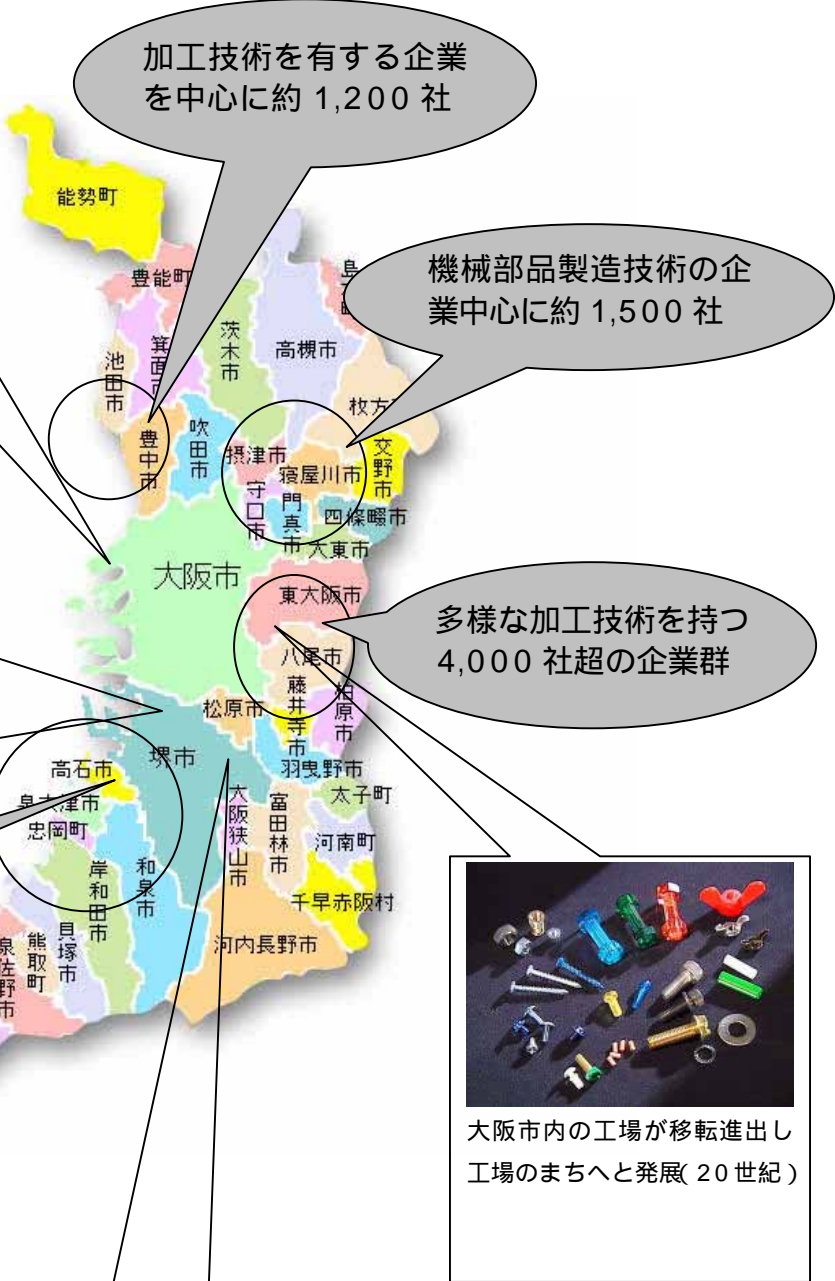 加工技術を有する企業
を中心に約 1,200 社
能勢町
豊能町
機械部品製造技術の企
業中心に約 1,500 社
池田市
茨木市
高槻市
豊中市
吹田市
摂津市
寝屋川市
交野市
守口市
門真市
四條畷市
大東市
大阪市
東大阪市
多様な加工技術を持つ
4,000 社超の企業群
八尾市
松原市
藤井寺市
柏原市
堺市
羽曳野市
高石市
太子町
忠岡町
大阪狭山市
富田林市
河南町
岸和田市
和泉市
千早赤阪村
貝塚市
熊取町
河内長野市
大阪市内の工場が移転進出し
工場のまちへと発展(20世紀)